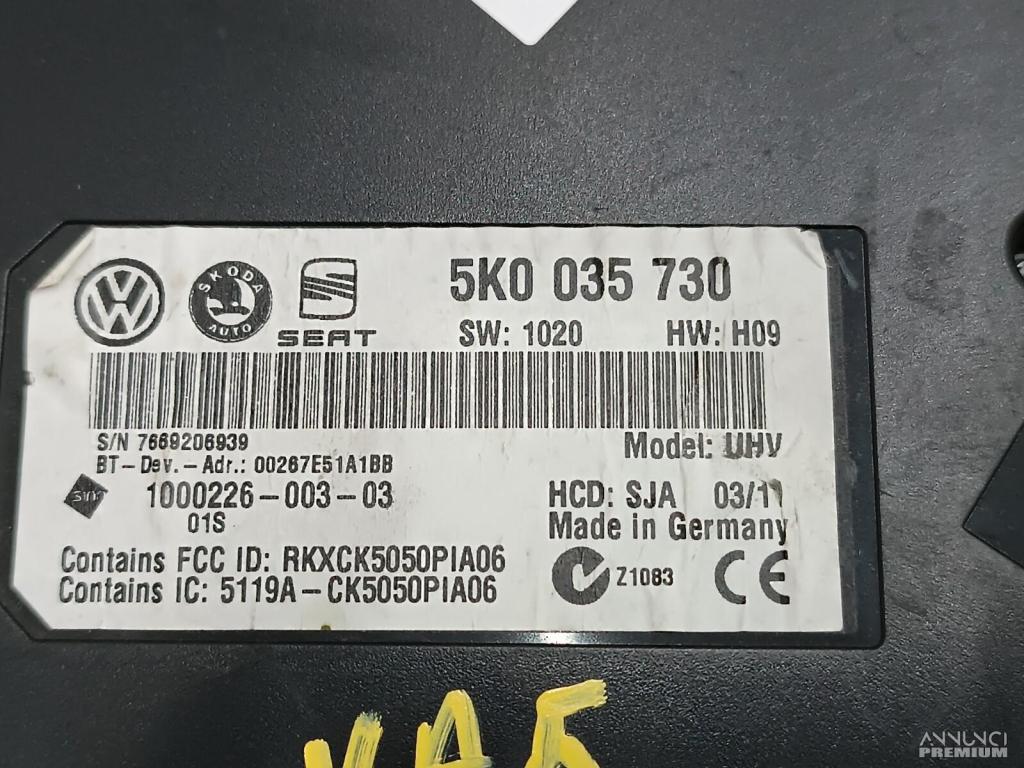 SKODA AUTO
SEAT
5K0 035 730
SW: 1020 HW: H09
S/N 7669206939
Model: UHV
BT-Dev.-Adr.: 00267E51A1BB
1000226-003-03
HCD: SJA 03/11
01S
Made in Germany
Contains FCC ID: RKXCK5050PIA06
Contains IC: 5119A-CK5050PIA06
Z1083
CE
ANNUNCI
PREMIUM